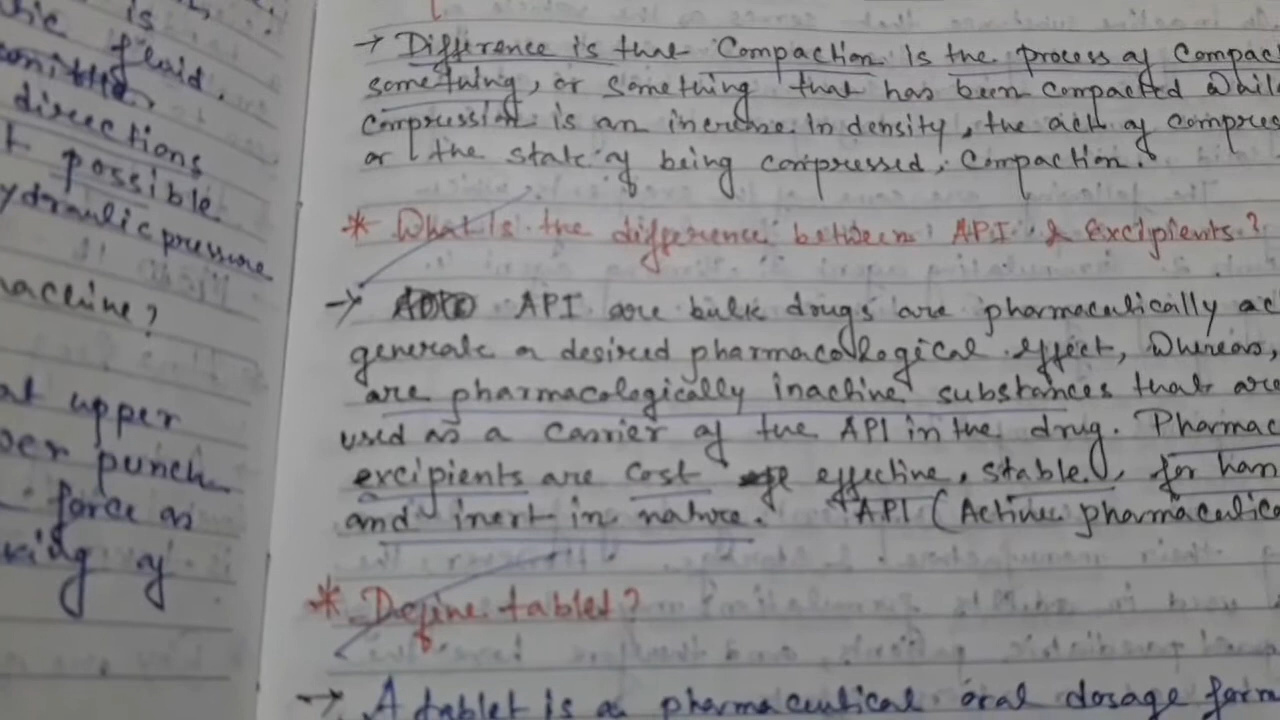 is
fluid.
directions
possible
hydraulic pressure
machine?
at upper
punch
force as
of
→ Difference is that Compaction is the process of Compac
something, or something that has been compacted while
compression is an increase in density, the act of compres
or the state of being compressed, compaction.
* What is the difference between API & Excipients?
→ API are bulk drugs are pharmaceutically ac
generate a desired pharmacological effect, whereas,
are pharmacologically inactive substances that are
used as a carrier of the API in the drug. Pharmac
excipients are cost effective, stable, for han
and inert in nature. API (Active pharmaceutica
* Define tablet?
→ A tablet is a pharmaceutical oral dosage form